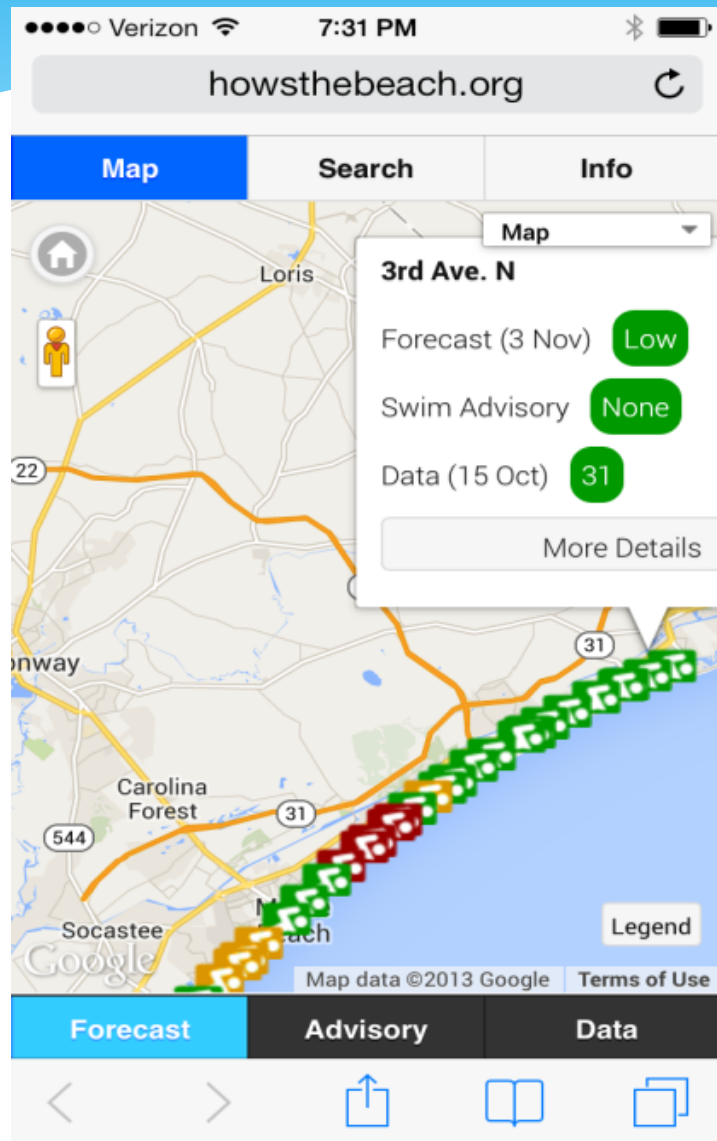 Verizon 7:31 PM
howsthebeach.org
Map Search Info
Map
Loris
3rd Ave. N
Forecast (3 Nov) Low
Swim Advisory None
Data (15 Oct) 31
More Details
22
31
onway
Carolina
Forest
31
544
Socastee
each
Legend
Google
Map data ©2013 Google Terms of Use
Forecast Advisory Data